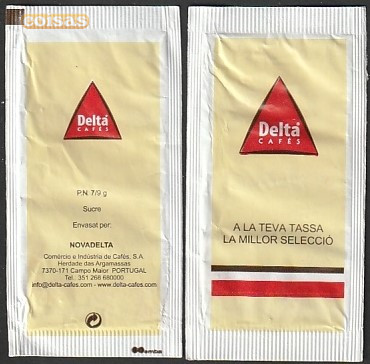 corsas
Delta
CAFÉS
P.N. 7/9 g
Sucre
Envasat per:
NOVADELTA
Comércio e Indústria de Cafés, S.A.
Herdade das Argamassas
7370-171 Campo Maior PORTUGAL
Tel. 351 268 680000
info@delta-cafes.com - www.delta-cafes.com
Delta
CAFÉS
A LA TEVA TASSA
LA MILLOR SELECCIÓ